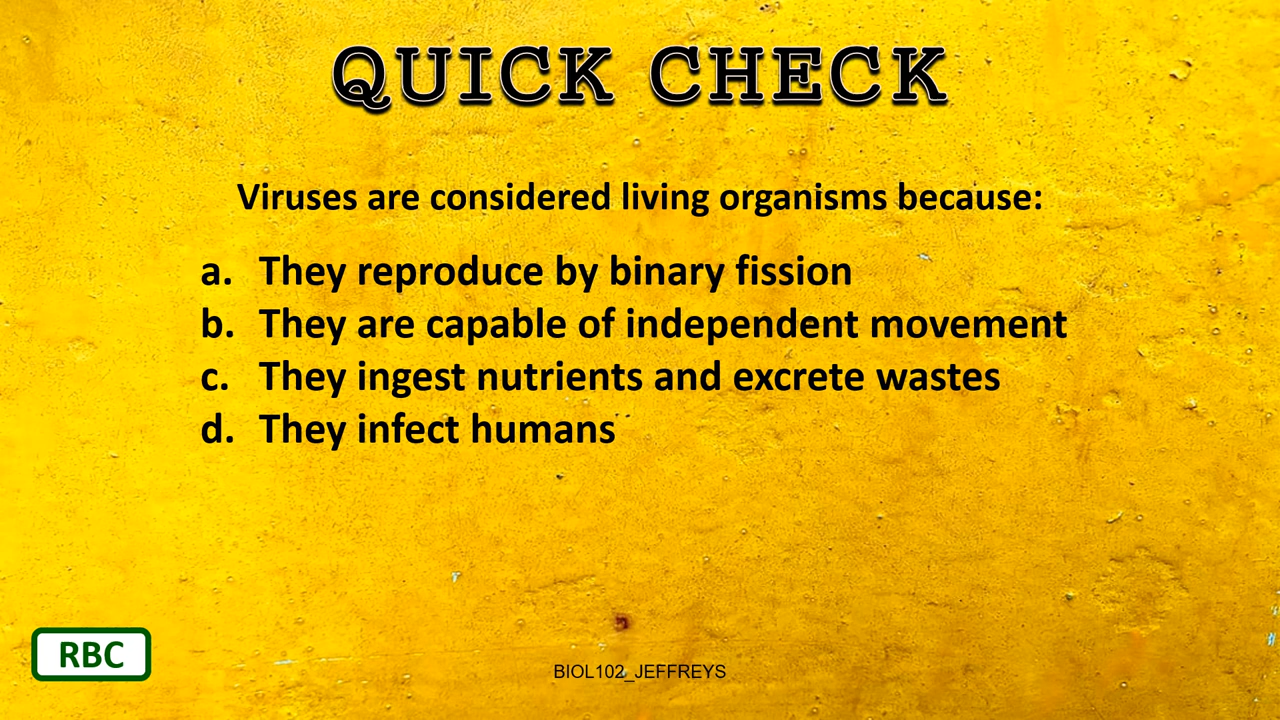 QUICK CHECK
Viruses are considered living organisms because:
a. They reproduce by binary fission
b. They are capable of independent movement
c. They ingest nutrients and excrete wastes
d. They infect humans
RBC
BIOL102_JEFFREYS